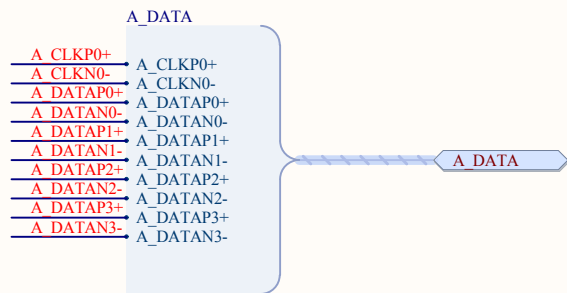 A_DATA
A_CLKP0+ A_CLKP0+
A_CLKN0- A_CLKN0-
A_DATAP0+ A_DATAP0+
A_DATAN0- A_DATAN0-
A_DATAP1+ A_DATAP1+
A_DATAN1- A_DATAN1- A_DATA
A_DATAP2+ A_DATAP2+
A_DATAN2- A_DATAN2-
A_DATAP3+ A_DATAP3+
A_DATAN3- A_DATAN3-